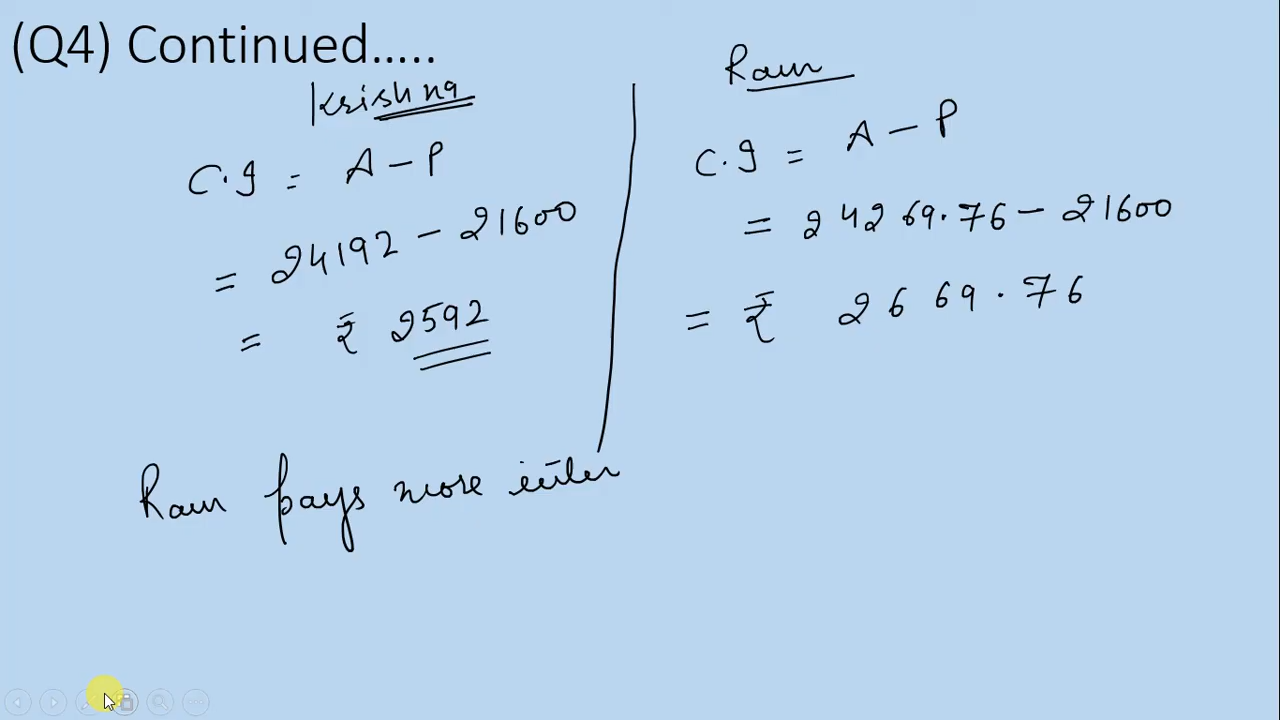 (Q4) Continued…..
Krishna
C.I = A – P
= 24192 – 21600
= ₹ 2592
Ram
C.I = A – P
= 24269.76 – 21600
= ₹ 2669.76
Ram pays more inter